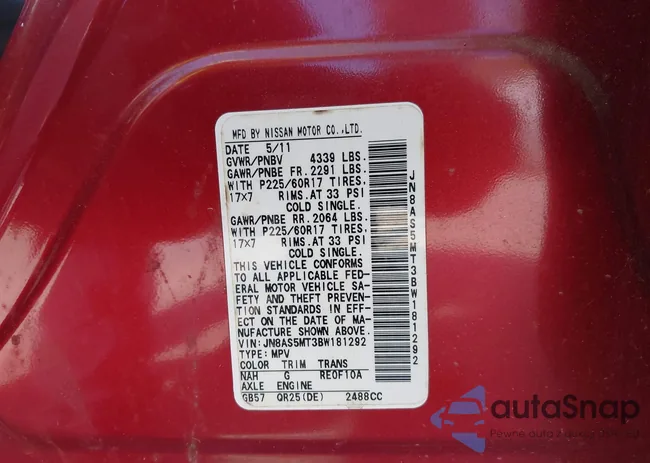 MFD BY NISSAN MOTOR CO.,LTD.
DATE 5/11
GVWR/PNBV 4339 LBS.
GAWR/PNBE FR. 2291 LBS.
WITH P225/60R17 TIRES.
17X7 RIMS.AT 33 PSI
COLD SINGLE.
GAWR/PNBE RR. 2064 LBS.
WITH P225/60R17 TIRES.
17X7 RIMS.AT 33 PSI
COLD SINGLE.
THIS VEHICLE CONFORMS
TO ALL APPLICABLE FED-
ERAL MOTOR VEHICLE SA-
FETY AND THEFT PREVEN-
TION STANDARDS IN EFF-
ECT ON THE DATE OF MA-
NUFACTURE SHOWN ABOVE.
VIN: JN8AS5MT3BW181292
TYPE: MPV
COLOR TRIM TRANS
NAH G RE0F10A
AXLE ENGINE
GB57 QR25(DE) 2488CC
JN8AS5MT3BW181292
autaSnap
Pewne auto z